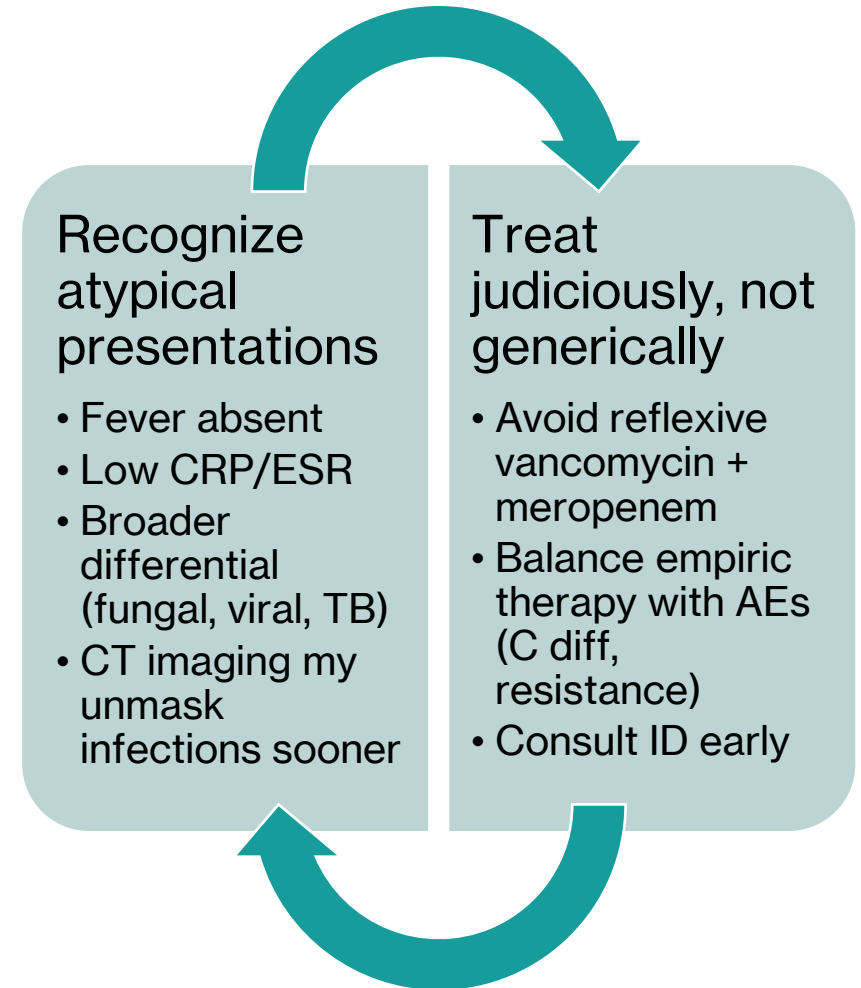 Recognize
atypical
presentations
• Fever absent
• Low CRP/ESR
• Broader
differential
(fungal, viral, TB)
• CT imaging my
unmask
infections sooner
Treat
judiciously, not
generically
• Avoid reflexive
vancomycin +
meropenem
• Balance empiric
therapy with AEs
(C diff,
resistance)
• Consult ID early